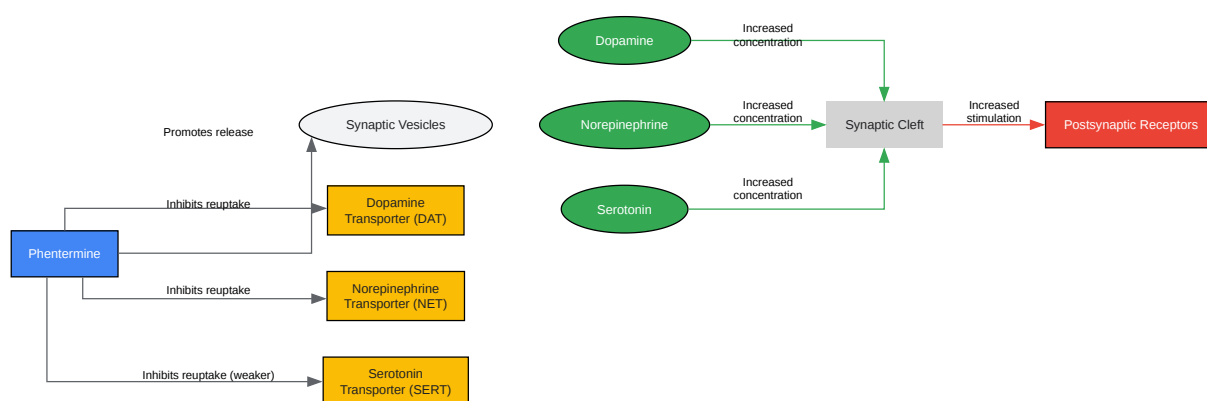 Dopamine
Increased
concentration
Promotes release
Synaptic Vesicles
Norepinephrine
Increased
concentration
Synaptic Cleft
Increased
stimulation
Postsynaptic Receptors
Inhibits reuptake
Dopamine
Transporter (DAT)
Increased
concentration
Serotonin
Phentermine
Inhibits reuptake
Norepinephrine
Transporter (NET)
Inhibits reuptake (weaker)
Serotonin
Transporter (SERT)